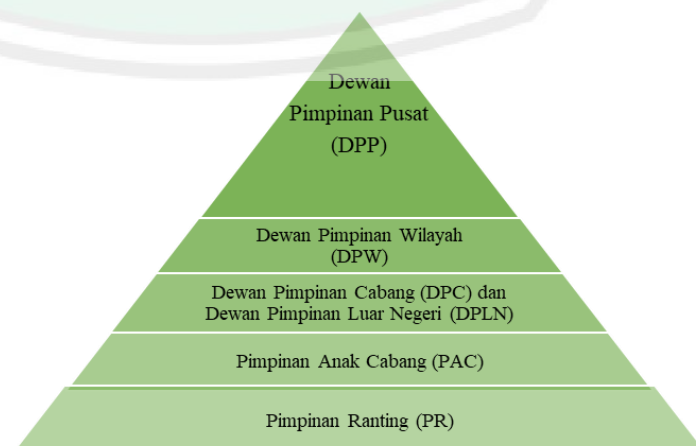 Dewan
Pimpinan Pusat
(DPP)
Dewan Pimpinan Wilayah
(DPW)
Dewan Pimpinan Cabang (DPC) dan
Dewan Pimpinan Luar Negeri (DPLN)
Pimpinan Anak Cabang (PAC)
Pimpinan Ranting (PR)